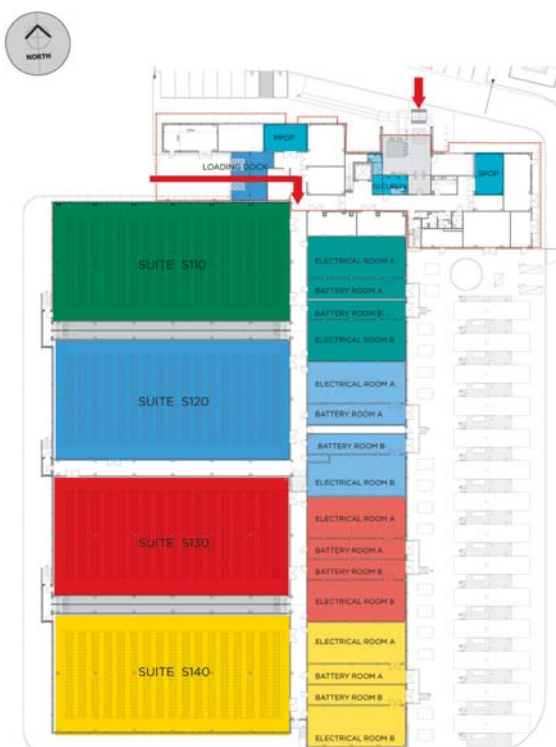 NORTH
PPOP
LOADING DOCK
SECURITY
SPOP
SUITE S110
ELECTRICAL ROOM A
BATTERY ROOM A
BATTERY ROOM B
ELECTRICAL ROOM B
SUITE S120
ELECTRICAL ROOM A
BATTERY ROOM A
BATTERY ROOM B
ELECTRICAL ROOM B
SUITE S130
ELECTRICAL ROOM A
BATTERY ROOM A
BATTERY ROOM B
ELECTRICAL ROOM B
SUITE S140
ELECTRICAL ROOM A
BATTERY ROOM A
BATTERY ROOM B
ELECTRICAL ROOM B